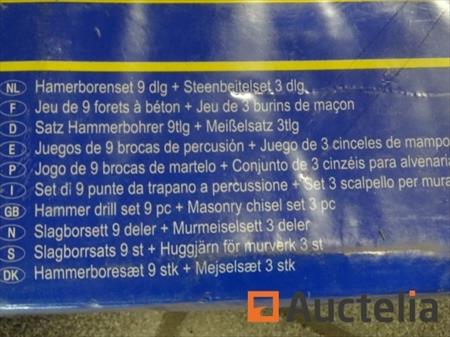 NL Hamerborenset 9 dlg + Steenbeitelset 3 dlg
F Jeu de 9 forets à béton + Jeu de 3 burins de maçon
D Satz Hammerbohrer 9tlg + Meißelsatz 3tlg
E Juegos de 9 brocas de percusión + Juego de 3 cinceles de mampo
P Jogo de 9 brocas de martelo + Conjunto de 3 cinzéis para alvenaria
I Set di 9 punte da trapano a percussione + Set 3 scalpello per mura
GB Hammer drill set 9 pc + Masonry chisel set 3 pc
N Slagborsett 9 deler + Murmeiselsett 3 deler
S Slagborrsats 9 st + Huggjärn för murverk 3 st
DK Hammerboresæt 9 stk + Mejselsæt 3 stk
Auctelia